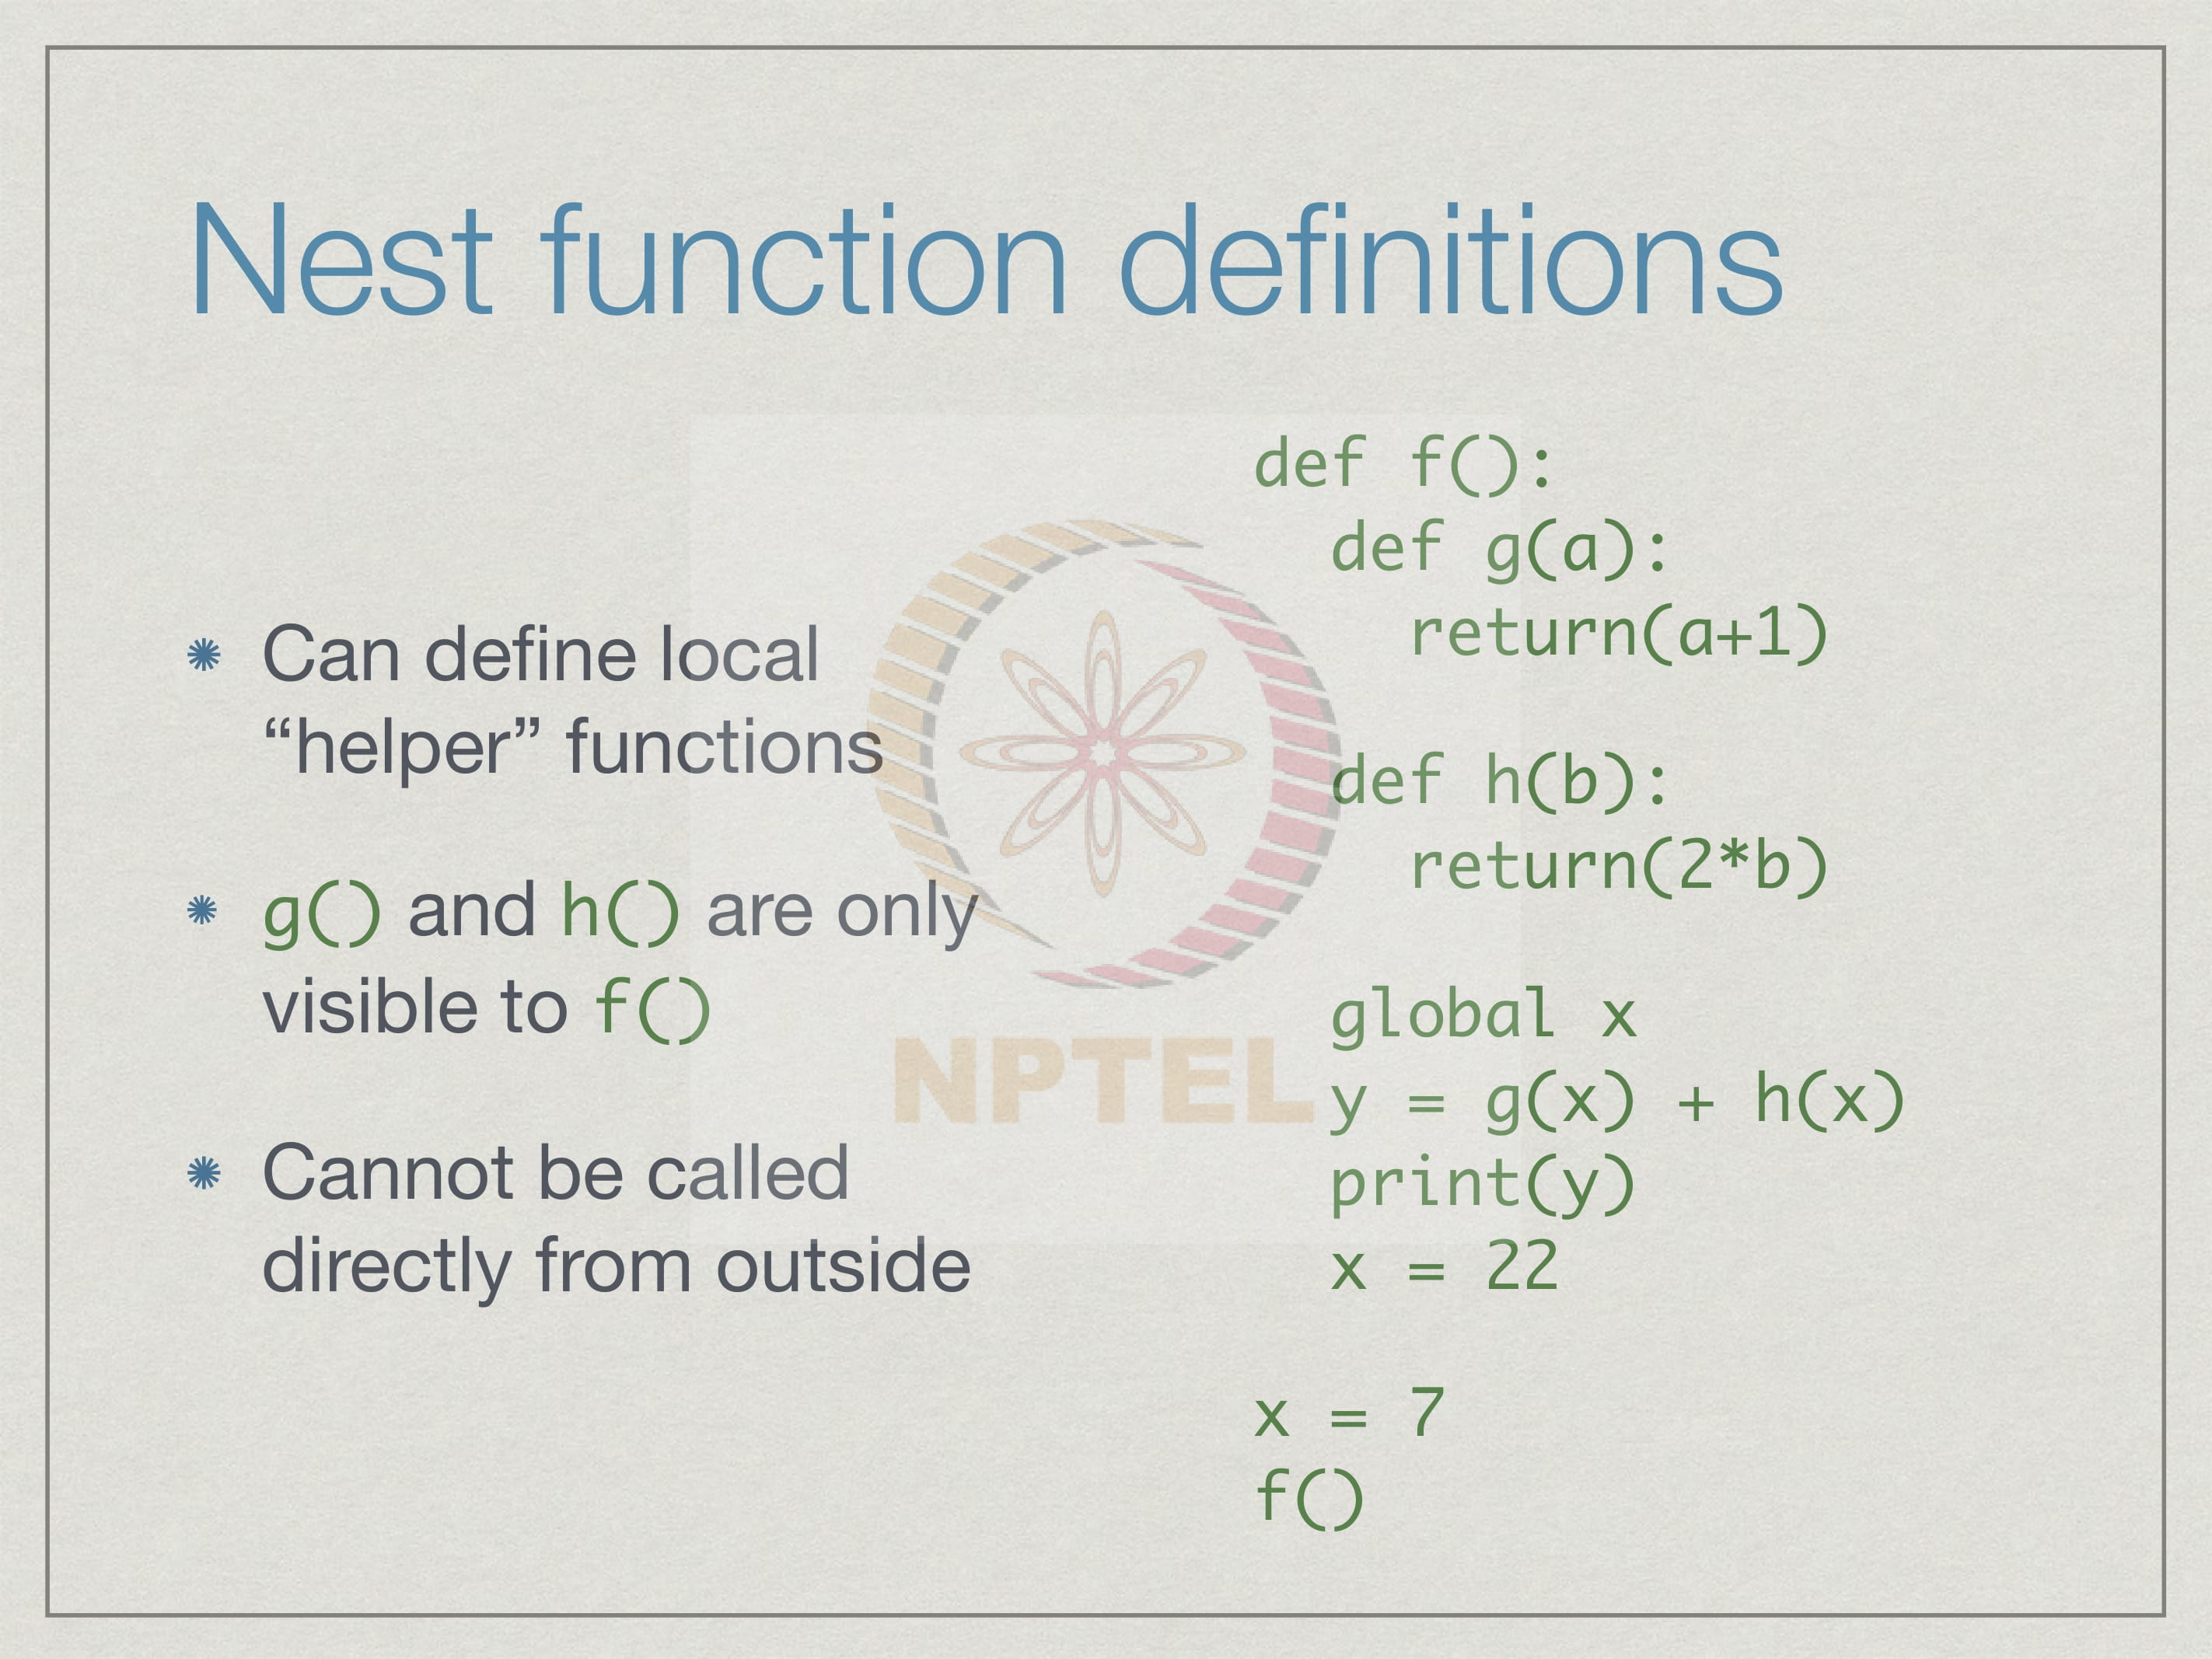 Nest function definitions
Can define local
“helper” functions
g() and h() are only
visible to f()
Cannot be called
directly from outside
def f():
  def g(a):
    return(a+1)
  def h(b):
    return(2*b)
  global x
  y = g(x) + h(x)
  print(y)
  x = 22
x = 7
f()
NPTEL